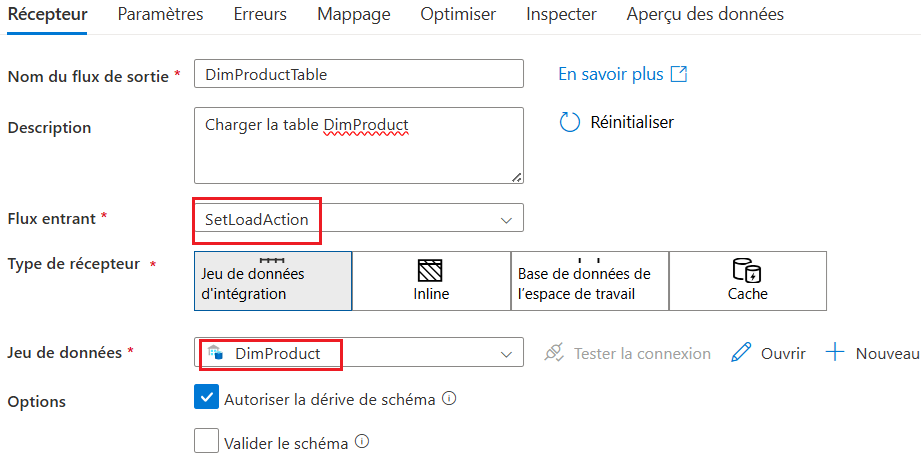 Récepteur Paramètres Erreurs Mappage Optimiser Inspecter Aperçu des données
Nom du flux de sortie * DimProductTable En savoir plus
Description Charger la table DimProduct Réinitialiser
Flux entrant * SetLoadAction
Type de récepteur * Jeu de données d'intégration Inline Base de données de l'espace de travail Cache
Jeu de données * DimProduct Tester la connexion Ouvrir Nouveau
Options Autoriser la dérive de schéma
Valider le schéma